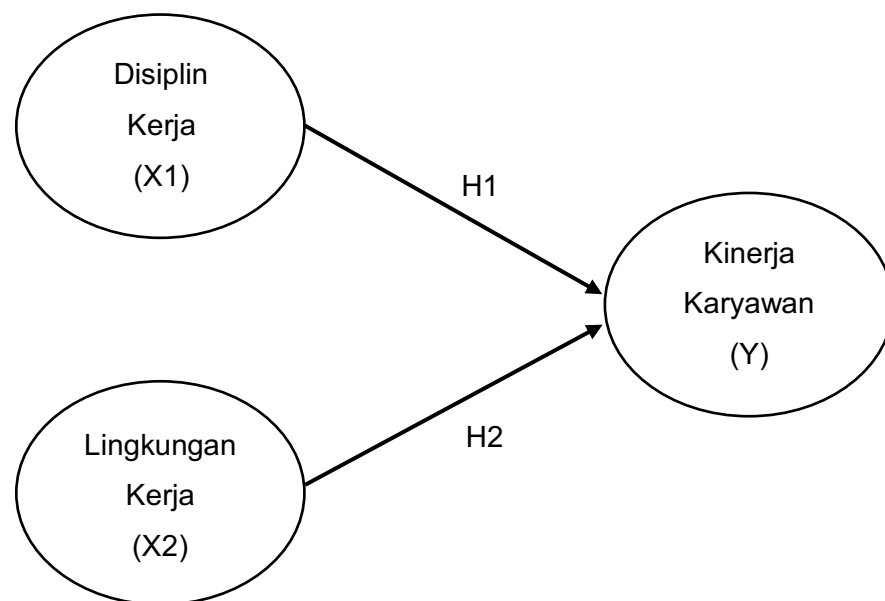 Disiplin
Kerja
(X1)
H1
Kinerja
Karyawan
(Y)
H2
Lingkungan
Kerja
(X2)